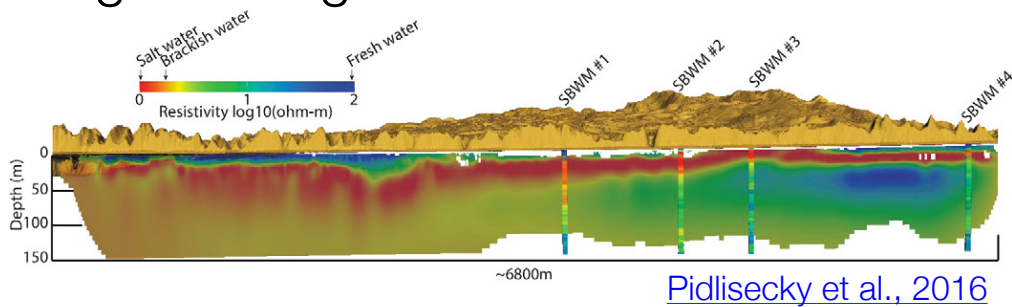 Salt water
Brackish water
Fresh water
0 1 2
Resistivity log10(ohm-m)
SBWM #1
SBWM #2
SBWM #3
SBWM #4
Depth (m)
0
50
100
150
~6800m
Pidlisecky et al., 2016